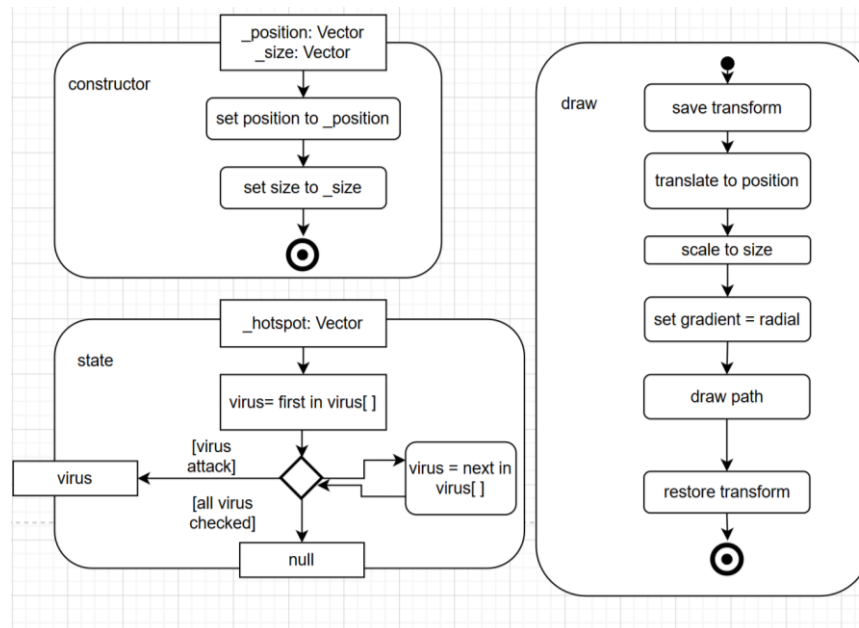 _position: Vector
_size: Vector
constructor
set position to _position
set size to _size
_hotspot: Vector
state
virus= first in virus[ ]
[virus
attack]
virus
virus = next in
virus[ ]
[all virus
checked]
null
draw
save transform
translate to position
scale to size
set gradient = radial
draw path
restore transform